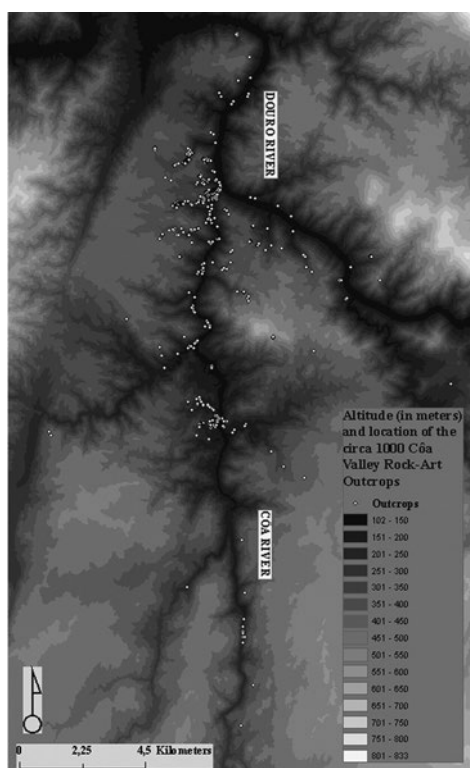 DOURO RIVER
CÔA RIVER
Altitude (in meters)
and location of the
circa 1000 Côa
Valley Rock-Art
Outcrops
Outcrops
102 - 150
151 - 200
201 - 250
251 - 300
301 - 350
351 - 400
401 - 450
451 - 500
501 - 550
551 - 600
601 - 650
651 - 700
701 - 750
751 - 800
801 - 833
0 2,25 4,5 Kilometers